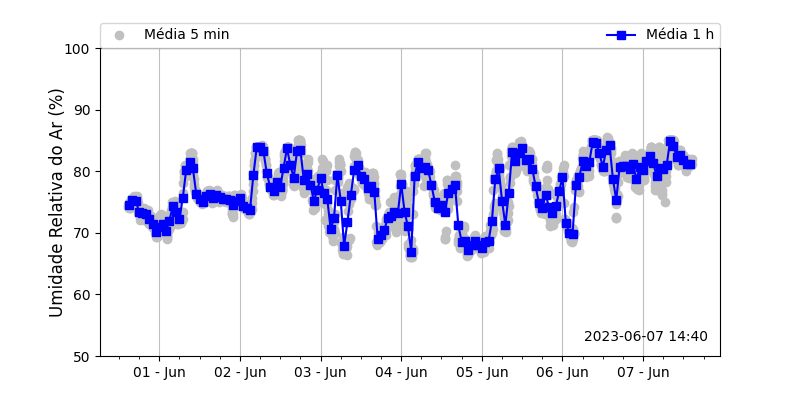 Média 5 min
Média 1 h
Umidade Relativa do Ar (%)
100
90
80
70
60
50
2023-06-07 14:40
01 - Jun
02 - Jun
03 - Jun
04 - Jun
05 - Jun
06 - Jun
07 - Jun